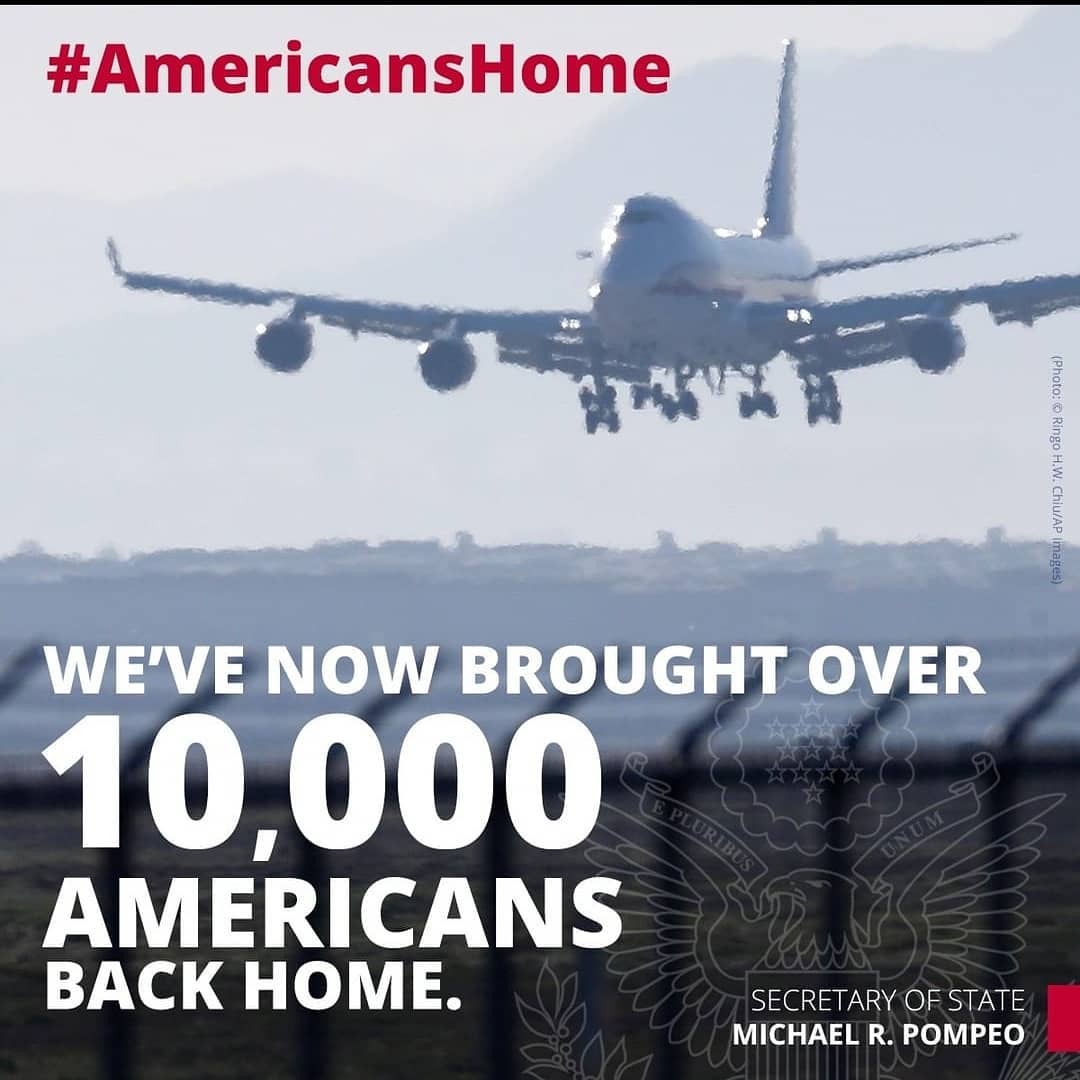 #AmericansHome
(Photo: © Ringo H.W. Chiu/AP Images)
WE’VE NOW BROUGHT OVER
10,000
AMERICANS
BACK HOME.
E PLURIBUS UNUM
SECRETARY OF STATE
MICHAEL R. POMPEO